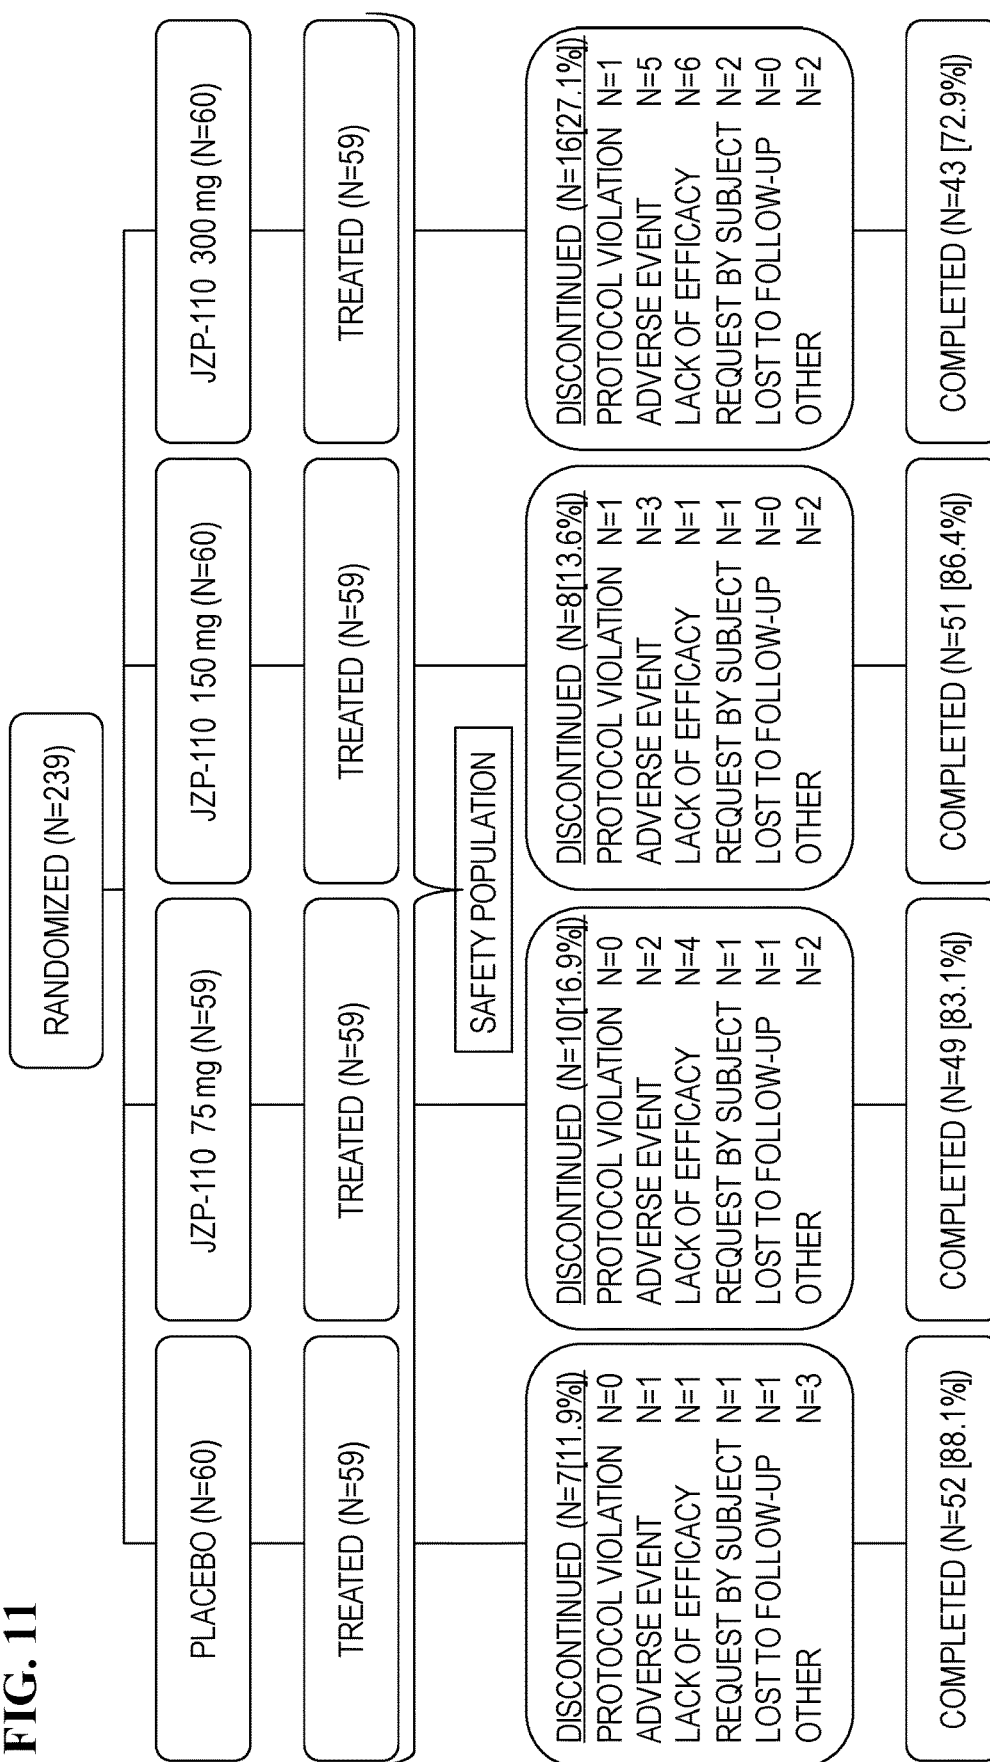 FIG. 11
RANDOMIZED (N=239)
PLACEBO (N=60)
JZP-110 75 mg (N=59)
JZP-110 150 mg (N=60)
JZP-110 300 mg (N=60)
TREATED (N=59)
TREATED (N=59)
TREATED (N=59)
TREATED (N=59)
SAFETY POPULATION
DISCONTINUED (N=7[11.9%])
PROTOCOL VIOLATION N=0
ADVERSE EVENT N=1
LACK OF EFFICACY N=1
REQUEST BY SUBJECT N=1
LOST TO FOLLOW-UP N=1
OTHER N=3
DISCONTINUED (N=10[16.9%])
PROTOCOL VIOLATION N=0
ADVERSE EVENT N=2
LACK OF EFFICACY N=4
REQUEST BY SUBJECT N=1
LOST TO FOLLOW-UP N=1
OTHER N=2
DISCONTINUED (N=8[13.6%])
PROTOCOL VIOLATION N=1
ADVERSE EVENT N=3
LACK OF EFFICACY N=1
REQUEST BY SUBJECT N=1
LOST TO FOLLOW-UP N=0
OTHER N=2
DISCONTINUED (N=16[27.1%])
PROTOCOL VIOLATION N=1
ADVERSE EVENT N=5
LACK OF EFFICACY N=6
REQUEST BY SUBJECT N=2
LOST TO FOLLOW-UP N=0
OTHER N=2
COMPLETED (N=52 [88.1%])
COMPLETED (N=49 [83.1%])
COMPLETED (N=51 [86.4%])
COMPLETED (N=43 [72.9%])